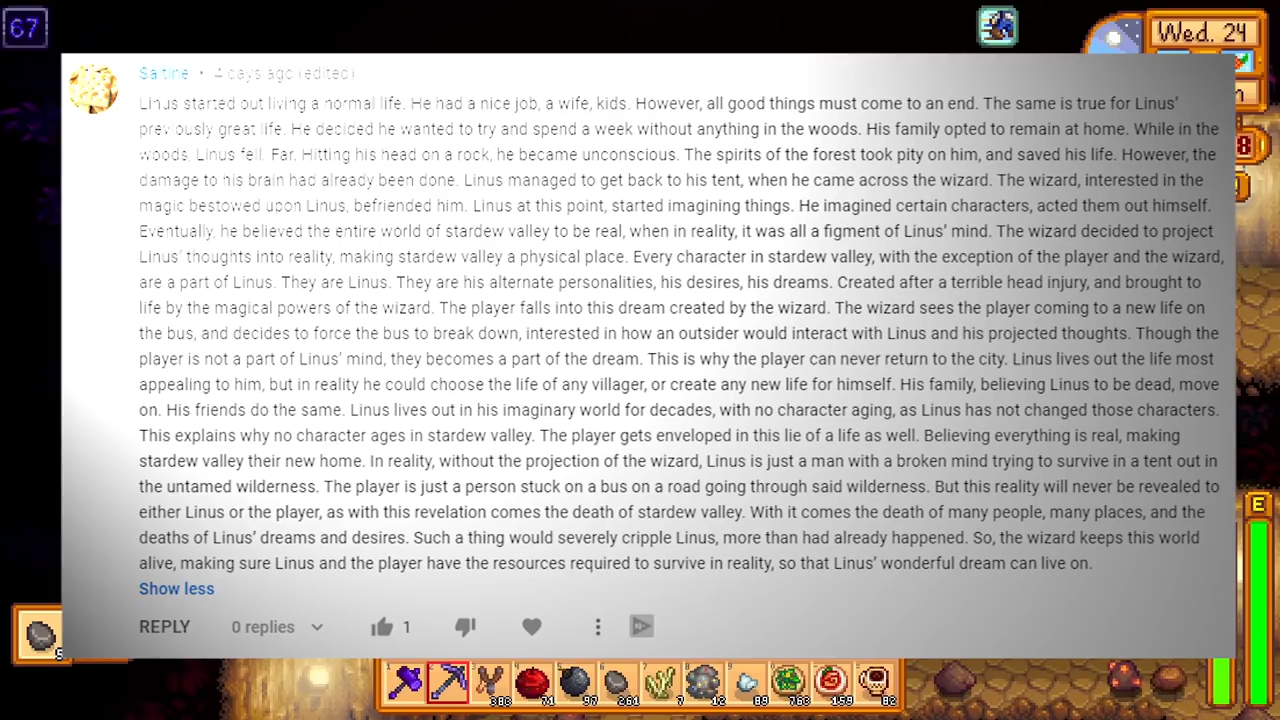 67
Wed. 24
Saltine • 4 days ago (edited)
Linus started out living a normal life. He had a nice job, a wife, kids. However, all good things must come to an end. The same is true for Linus'
previously great life. He decided he wanted to try and spend a week without anything in the woods. His family opted to remain at home. While in the
woods, Linus fell. Far. Hitting his head on a rock, he became unconscious. The spirits of the forest took pity on him, and saved his life. However, the
damage to his brain had already been done. Linus managed to get back to his tent, when he came across the wizard. The wizard, interested in the
magic bestowed upon Linus, befriended him. Linus at this point, started imagining things. He imagined certain characters, acted them out himself.
Eventually, he believed the entire world of stardew valley to be real, when in reality, it was all a figment of Linus' mind. The wizard decided to project
Linus' thoughts into reality, making stardew valley a physical place. Every character in stardew valley, with the exception of the player and the wizard,
are a part of Linus. They are Linus. They are his alternate personalities, his desires, his dreams. Created after a terrible head injury, and brought to
life by the magical powers of the wizard. The player falls into this dream created by the wizard. The wizard sees the player coming to a new life on
the bus, and decides to force the bus to break down, interested in how an outsider would interact with Linus and his projected thoughts. Though the
player is not a part of Linus' mind, they becomes a part of the dream. This is why the player can never return to the city. Linus lives out the life most
appealing to him, but in reality he could choose the life of any villager, or create any new life for himself. His family, believing Linus to be dead, move
on. His friends do the same. Linus lives out in his imaginary world for decades, with no character aging, as Linus has not changed those characters.
This explains why no character ages in stardew valley. The player gets enveloped in this lie of a life as well. Believing everything is real, making
stardew valley their new home. In reality, without the projection of the wizard, Linus is just a man with a broken mind trying to survive in a tent out in
the untamed wilderness. The player is just a person stuck on a bus on a road going through said wilderness. But this reality will never be revealed to
either Linus or the player, as with this revelation comes the death of stardew valley. With it comes the death of many people, many places, and the
deaths of Linus' dreams and desires. Such a thing would severely cripple Linus, more than had already happened. So, the wizard keeps this world
alive, making sure Linus and the player have the resources required to survive in reality, so that Linus' wonderful dream can live on.
Show less
REPLY 0 replies 1
8
E
383 71 97 261 7 12 89 763 159 82